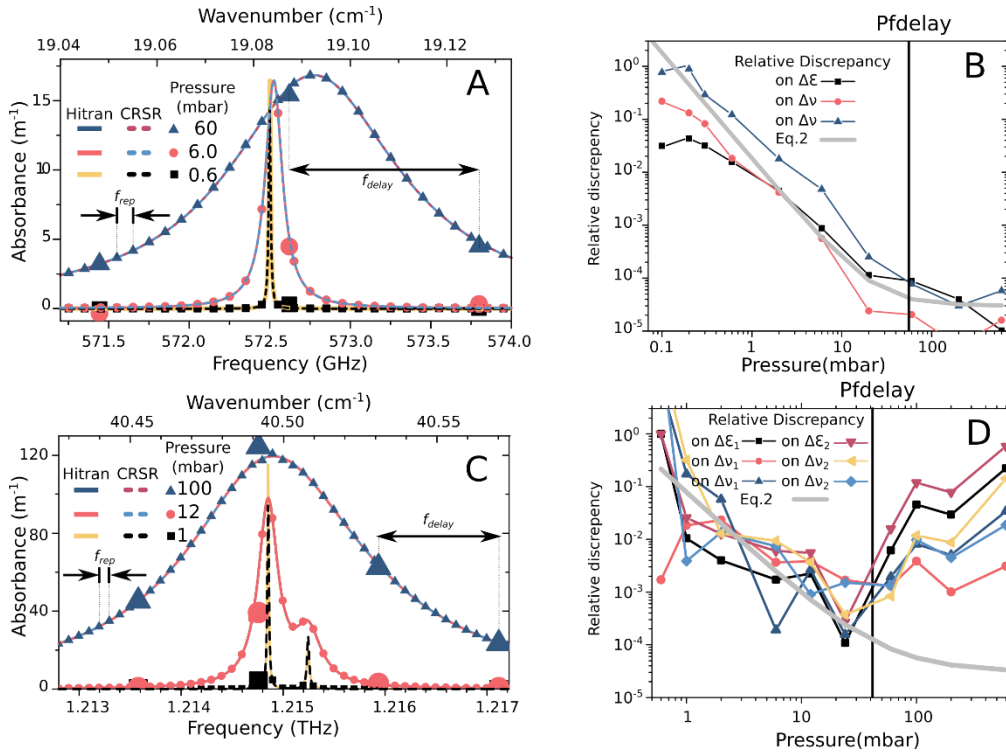 Wavenumber (cm⁻¹)
19.04 19.06 19.08 19.10 19.12
A
Absorbance (m⁻¹)
15
10
5
0
Hitran CRSR Pressure (mbar)
60
6.0
0.6
f_rep
f_delay
571.5 572.0 572.5 573.0 573.5 574.0
Frequency (GHz)
Pfdelay
B
Relative discrepency
10⁰
10⁻¹
10⁻²
10⁻³
10⁻⁴
10⁻⁵
Relative Discrepancy
on Δℇ
on Δν
on Δν
Eq.2
0.1 1 10 100
Pressure(mbar)
Wavenumber (cm⁻¹)
40.45 40.50 40.55
C
Absorbance (m⁻¹)
120
80
40
0
Hitran CRSR Pressure (mbar)
100
12
1
f_rep
f_delay
1.213 1.214 1.215 1.216 1.217
Frequency (THz)
Pfdelay
D
Relative discrepency
10⁰
10⁻¹
10⁻²
10⁻³
10⁻⁴
10⁻⁵
Relative Discrepancy
on Δℇ₁ on Δℇ₂
on Δν₁ on Δν₂
on Δν₁ on Δν₂
Eq.2
1 10 100
Pressure(mbar)